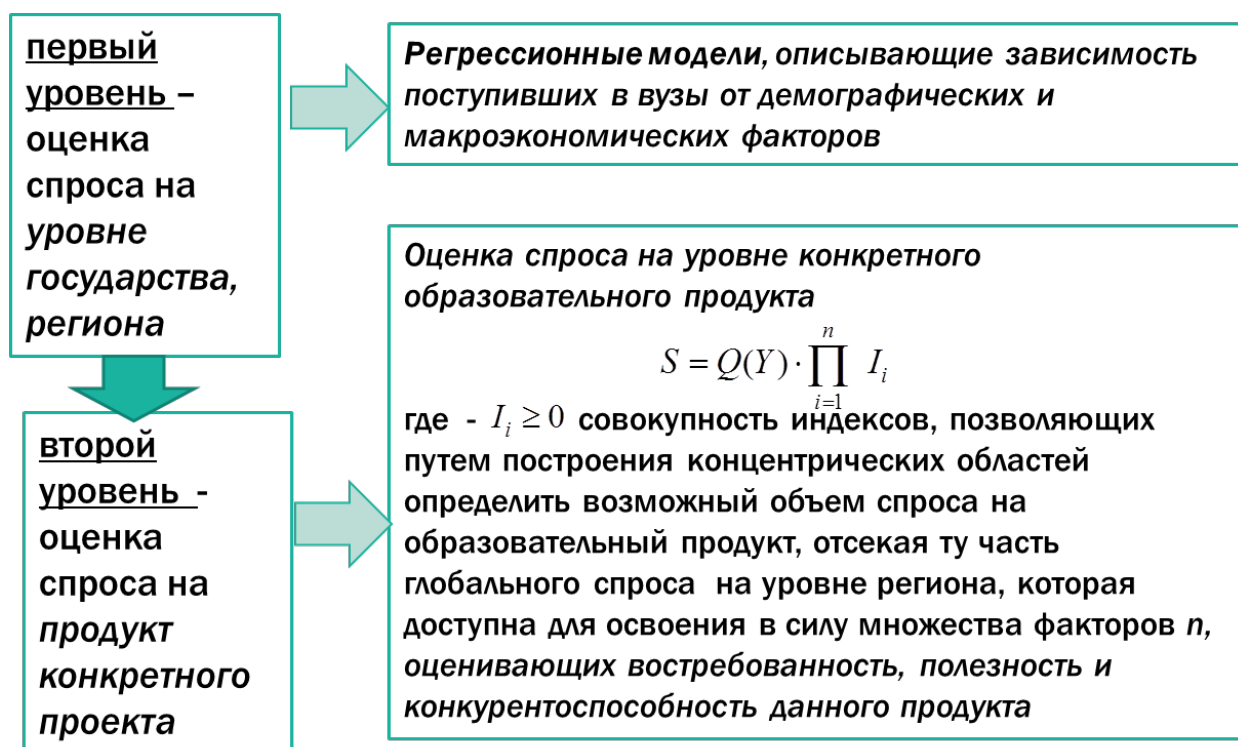 первый
уровень –
оценка
спроса на
уровне
государства,
региона
Регрессионные модели, описывающие зависимость
поступивших в вузы от демографических и
макроэкономических факторов
второй
уровень -
оценка
спроса на
продукт
конкретного
проекта
Оценка спроса на уровне конкретного
образовательного продукта
S = Q(Y) · ∏ⁿᵢ₌₁ Iᵢ
где - Iᵢ ≥ 0 совокупность индексов, позволяющих
путем построения концентрических областей
определить возможный объем спроса на
образовательный продукт, отсекая ту часть
глобального спроса на уровне региона, которая
доступна для освоения в силу множества факторов n,
оценивающих востребованность, полезность и
конкурентоспособность данного продукта